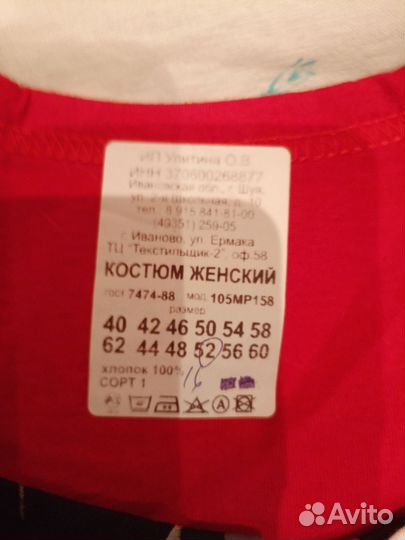 ИП Улитина О.В.
ИНН 370600268877
Ивановская обл., г. Шуя,
ул. 2-я Школьная, д. 10
тел. 8 915 841-81-00
(49351) 259-05
г. Иваново, ул. Ермака
ТЦ "Текстильщик-2", оф.58
КОСТЮМ ЖЕНСКИЙ
гост 7474-88 мод. 105МР158
размер
40 42 46 50 54 58
62 44 48 52 56 60
хлопок 100%
СОРТ 1
16
Avito